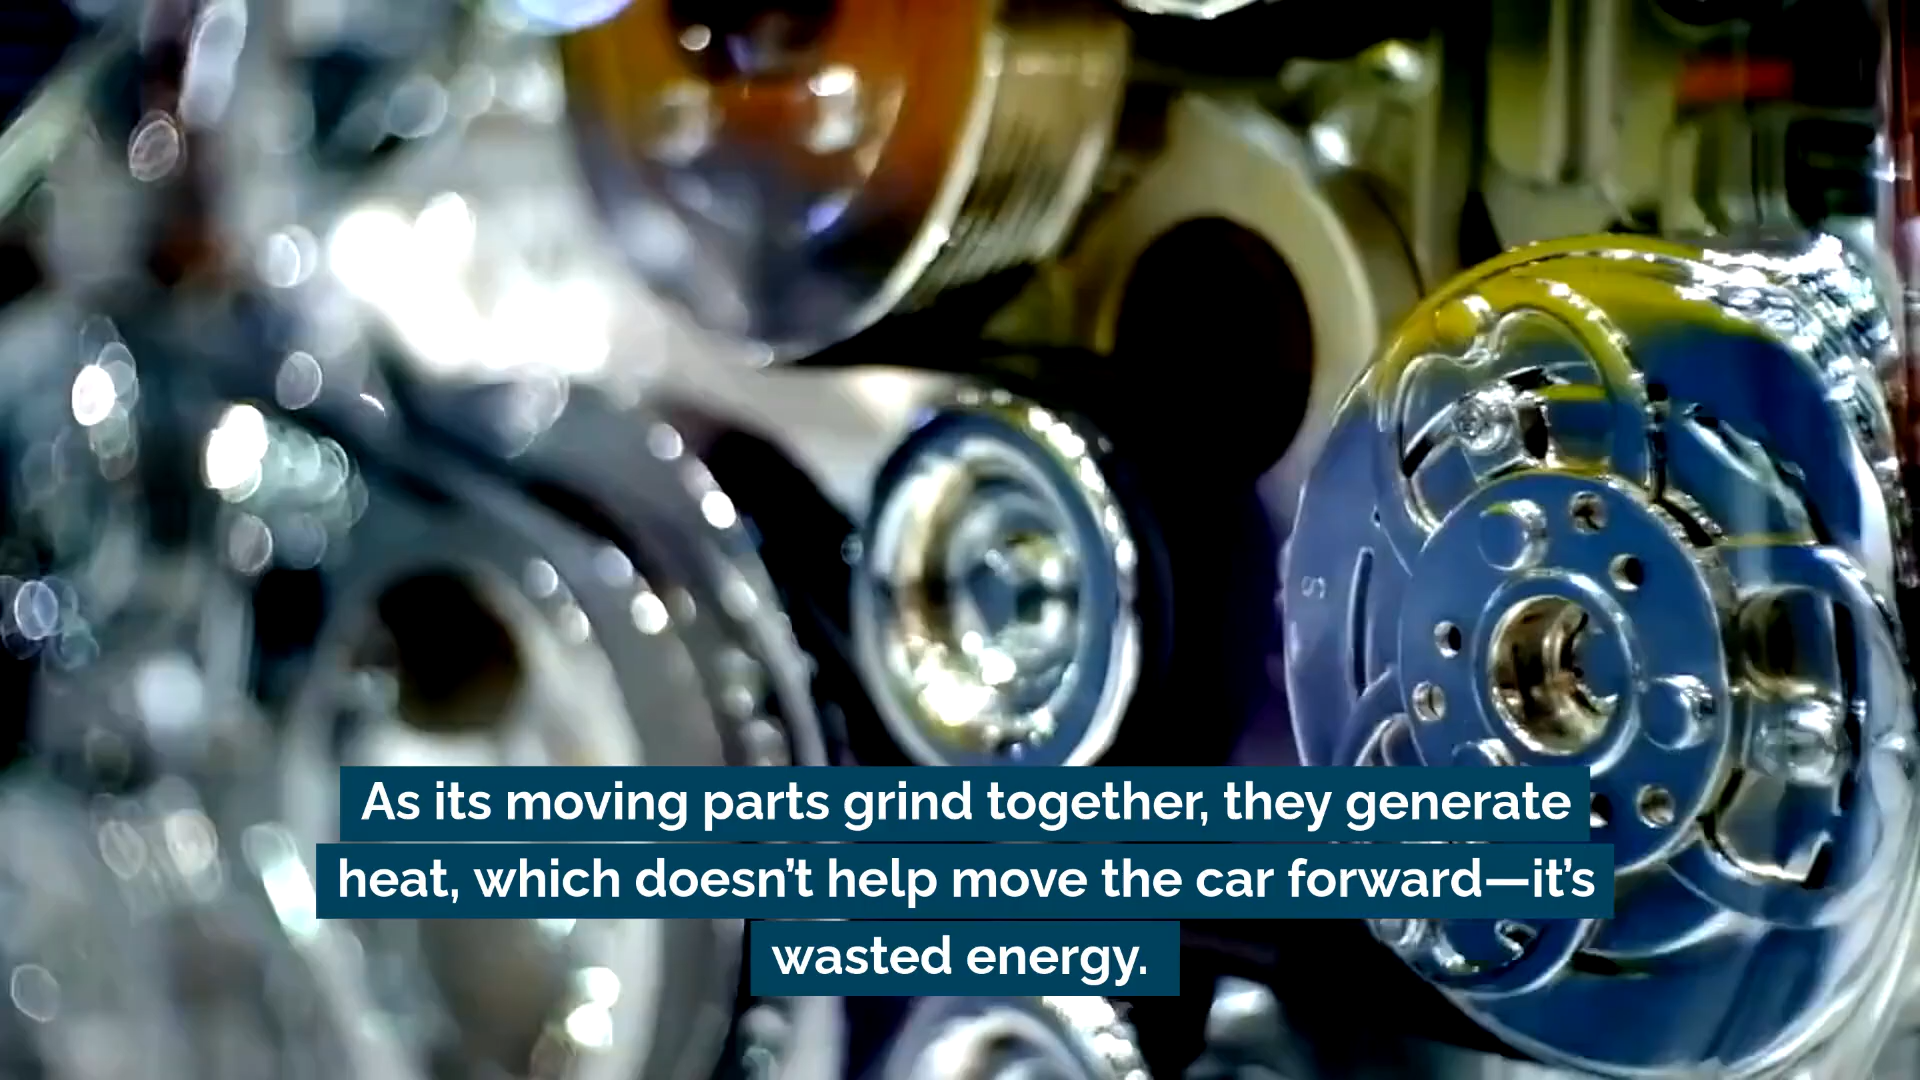 As its moving parts grind together, they generate
heat, which doesn’t help move the car forward—it’s
wasted energy.
S